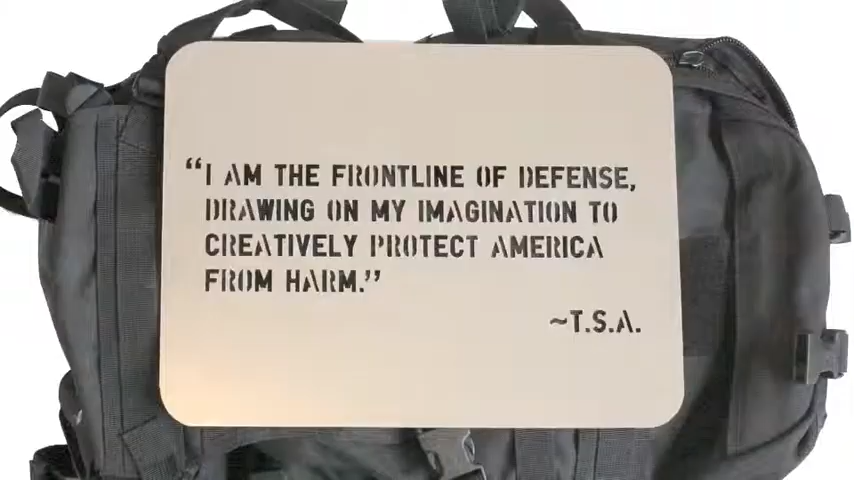 “I AM THE FRONTLINE OF DEFENSE,
DRAWING ON MY IMAGINATION TO
CREATIVELY PROTECT AMERICA
FROM HARM.”
~T.S.A.